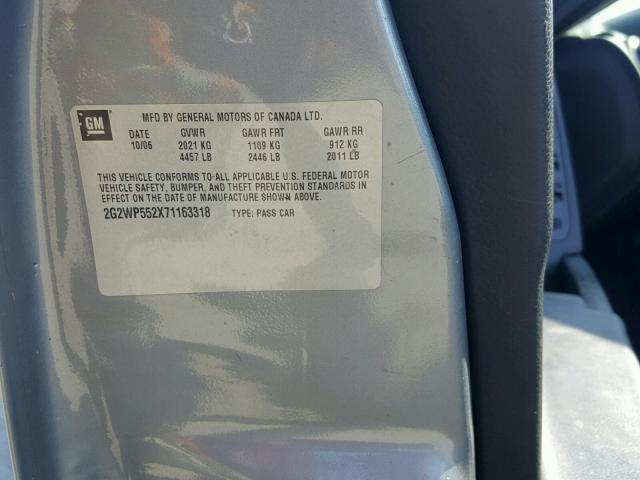 GM
MFD BY GENERAL MOTORS OF CANADA LTD.
DATE GVWR GAWR FRT GAWR RR
10/06 2021 KG 1109 KG 912 KG
4457 LB 2446 LB 2011 LB
THIS VEHICLE CONFORMS TO ALL APPLICABLE U.S. FEDERAL MOTOR
VEHICLE SAFETY, BUMPER, AND THEFT PREVENTION STANDARDS IN
EFFECT ON THE DATE OF MANUFACTURE SHOWN ABOVE.
2G2WP552X71163318 TYPE: PASS CAR